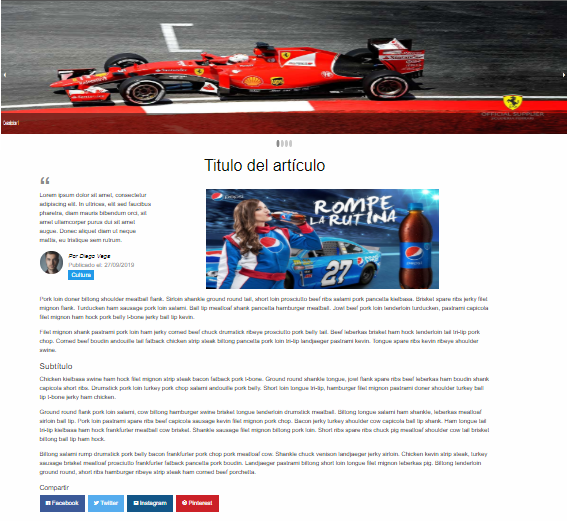 Santander
UPS
OFFICIAL SUPPLIER
Titulo del artículo
“
Lorem ipsum dolor sit amet, consectetur
adipiscing elit. In ultrices, elit sed faucibus
pharetra, diam mauris bibendum orci, sit
amet ullamcorper purus dui sit amet
augue. Donec aliquet diam ut neque
mattis, eu tristique sem rutrum.
Por Diego Vega
Publicado el: 27/09/2019
Cultura
pepsi
ROMPE
LA RUTINA
27
pepsi
Pork loin doner biltong shoulder meatball flank. Sirloin shankle ground round tail, short loin prosciutto beef ribs salami pork pancetta kielbasa. Brisket spare ribs jerky filet
mignon flank. Turducken ham sausage pork loin salami. Ball tip meatloaf shank pancetta hamburger meatball. Jowl beef pork loin tenderloin turducken, pastrami capicola
filet mignon ham hock pork belly t-bone jerky ball tip kevin.
Filet mignon shank pastrami pork loin ham jerky corned beef chuck drumstick ribeye prosciutto pork belly tail. Beef leberkas brisket ham hock tenderloin tail tri-tip pork
chop. Corned beef boudin andouille tail fatback chicken strip steak biltong pancetta pork loin tri-tip landjaeger pastrami kevin. Tongue spare ribs kevin ribeye shoulder
swine.
Subtitulo
Chicken kielbasa swine ham hock filet mignon strip steak bacon fatback pork t-bone. Ground round shankle tongue, jowl flank spare ribs beef leberkas ham boudin shank
capicola short ribs. Drumstick pork loin turkey pork chop salami andouille pork belly. Short loin tongue tri-tip, hamburger filet mignon pastrami doner shoulder turkey ball
tip t-bone jerky ham chicken.
Ground round flank pork loin salami, cow biltong hamburger swine brisket tongue tenderloin drumstick meatball. Biltong tongue salami ham shankle, leberkas meatloaf
sirloin ball tip. Pork loin pastrami spare ribs beef capicola sausage kevin filet mignon pork chop. Bacon jerky turkey shoulder cow capicola ball tip shank. Ham tongue tail
tri-tip kielbasa ham hock frankfurter meatball cow brisket. Shankle sausage filet mignon biltong pork loin. Short ribs spare ribs chuck pig meatloaf shoulder cow tail brisket
biltong ball tip ham hock.
Biltong salami rump drumstick pork belly bacon frankfurter pork chop pork meatloaf cow. Shankle chuck venison landjaeger jerky sirloin. Chicken kevin strip steak, turkey
sausage brisket meatloaf prosciutto frankfurter fatback pancetta pork boudin. Landjaeger pastrami biltong short loin tongue filet mignon leberkas pig. Biltong tenderloin
ground round, short ribs hamburger ribeye strip steak ham corned beef porchetta.
Compartir
Facebook
Twitter
Instagram
Pinterest